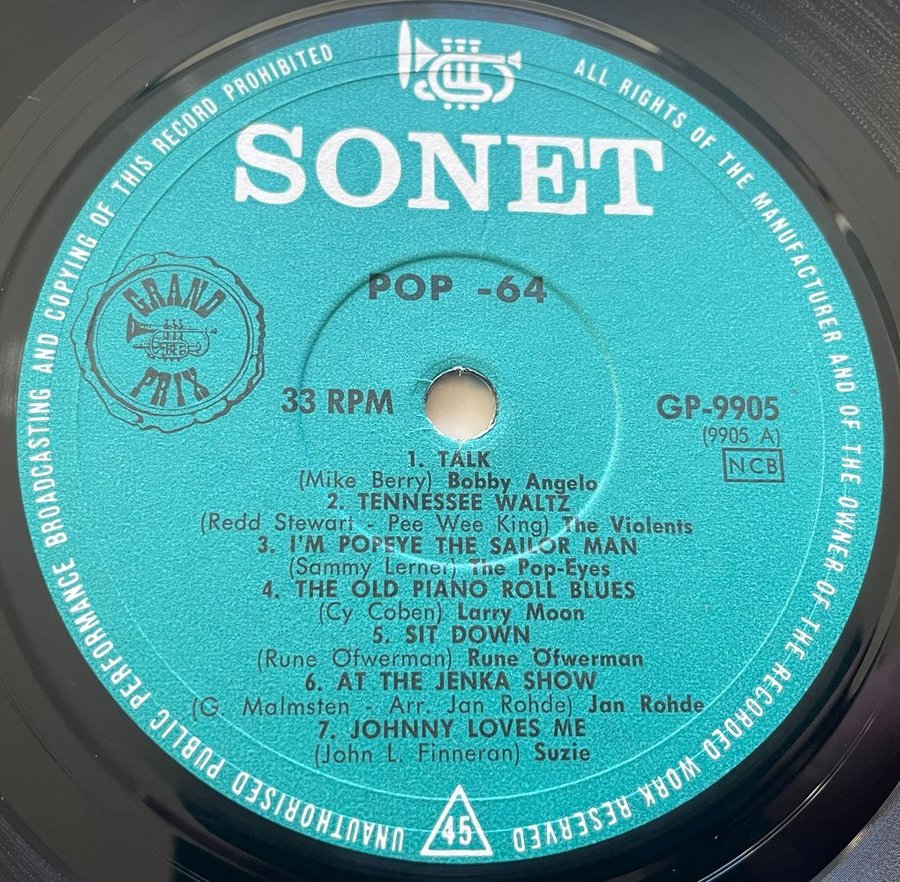 UNAUTHORISED PUBLIC PERFORMANCE BROADCASTING AND COPYING OF THIS RECORD PROHIBITED
ALL RIGHTS OF THE MANUFACTURER AND OF THE OWNER OF THE RECORDED WORK RESERVED
SONET
POP -64
GRAND
PRIX
33 RPM
GP-9905
(9905 A)
NCB
1. TALK
(Mike Berry) Bobby Angelo
2. TENNESSEE WALTZ
(Redd Stewart - Pee Wee King) The Violents
3. I'M POPEYE THE SAILOR MAN
(Sammy Lerner) The Pop-Eyes
4. THE OLD PIANO ROLL BLUES
(Cy Coben) Larry Moon
5. SIT DOWN
(Rune Öfwerman) Rune Öfwerman
6. AT THE JENKA SHOW
(G. Malmsten - Arr. Jan Rohde) Jan Rohde
7. JOHNNY LOVES ME
(John L. Finneran) Suzie
45